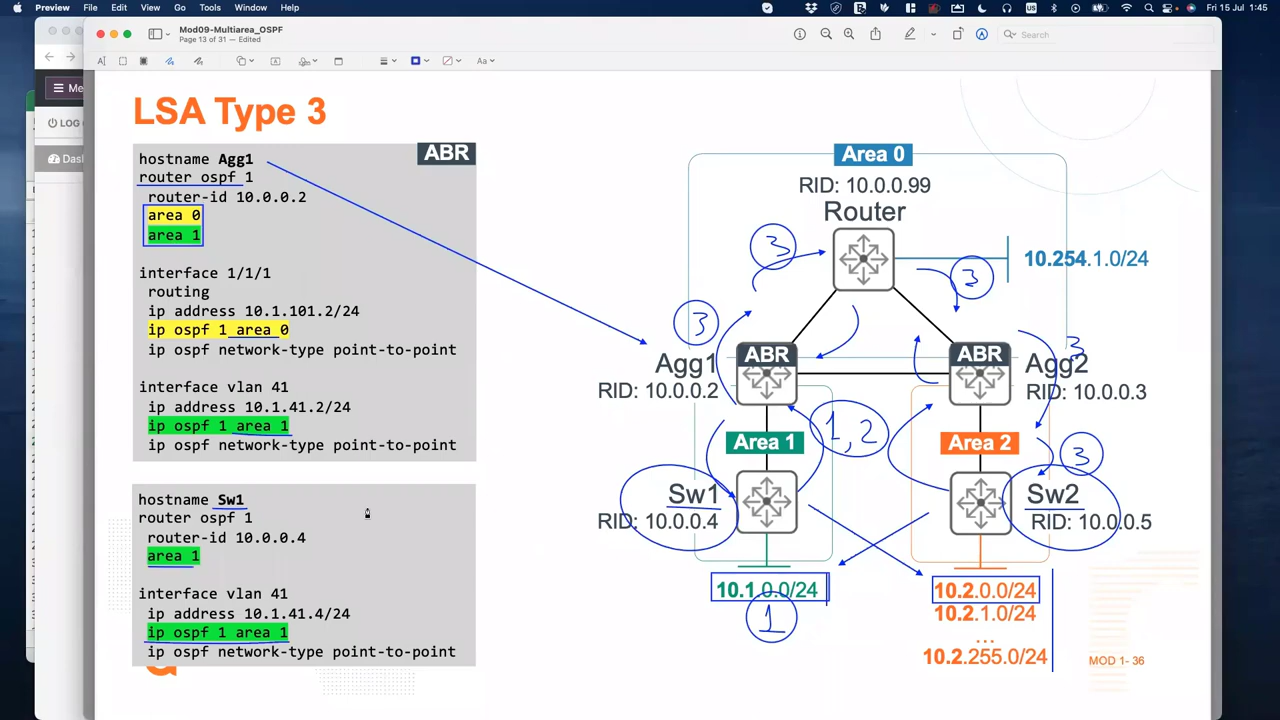 Preview File Edit View Go Tools Window Help
Fri 15 Jul 1:45
Mod09-Multiarea_OSPF
Page 13 of 31 — Edited
Search
Aa
Me
LOG
Dash
LSA Type 3
ABR
hostname Agg1
router ospf 1
router-id 10.0.0.2
area 0
area 1
interface 1/1/1
routing
ip address 10.1.101.2/24
ip ospf 1 area 0
ip ospf network-type point-to-point
interface vlan 41
ip address 10.1.41.2/24
ip ospf 1 area 1
ip ospf network-type point-to-point
hostname Sw1
router ospf 1
router-id 10.0.0.4
area 1
interface vlan 41
ip address 10.1.41.4/24
ip ospf 1 area 1
ip ospf network-type point-to-point
Area 0
RID: 10.0.0.99
Router
3
3
10.254.1.0/24
3
3
ABR
ABR
Agg1
RID: 10.0.0.2
Agg2
RID: 10.0.0.3
1,2
Area 1
Area 2
3
Sw1
RID: 10.0.0.4
Sw2
RID: 10.0.0.5
10.1.0.0/24
1
10.2.0.0/24
10.2.1.0/24
...
10.2.255.0/24
MOD 1- 36